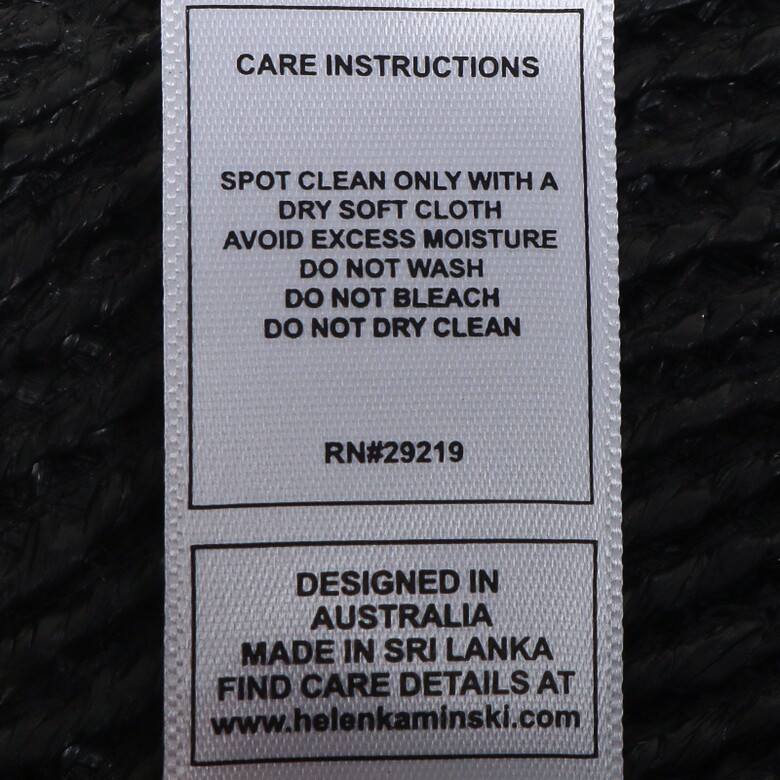 CARE INSTRUCTIONS
SPOT CLEAN ONLY WITH A
DRY SOFT CLOTH
AVOID EXCESS MOISTURE
DO NOT WASH
DO NOT BLEACH
DO NOT DRY CLEAN
RN#29219
DESIGNED IN
AUSTRALIA
MADE IN SRI LANKA
FIND CARE DETAILS AT
www.helenkaminski.com